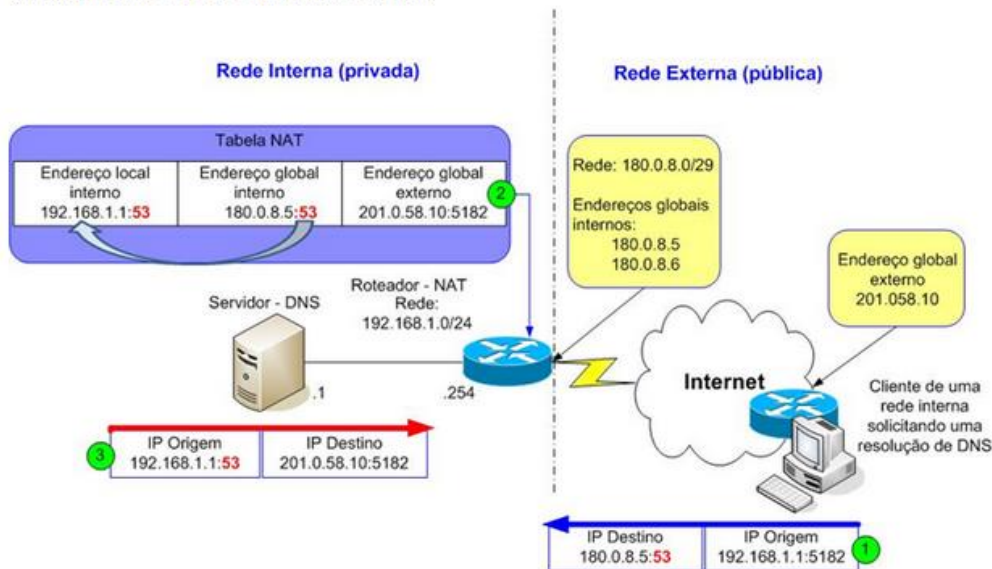 Rede Interna (privada)
Rede Externa (pública)
Tabela NAT
Endereço local
interno
192.168.1.1:53
Endereço global
interno
180.0.8.5:53
Endereço global
externo
201.0.58.10:5182
2
Rede: 180.0.8.0/29
Endereços globais
internos:
180.0.8.5
180.0.8.6
Endereço global
externo
201.058.10
Servidor - DNS
Roteador - NAT
Rede:
192.168.1.0/24
.1
.254
Internet
Cliente de uma
rede interna
solicitando uma
resolução de DNS
3
IP Origem
192.168.1.1:53
IP Destino
201.0.58.10:5182
IP Destino
180.0.8.5:53
IP Origem
192.168.1.1:5182
1